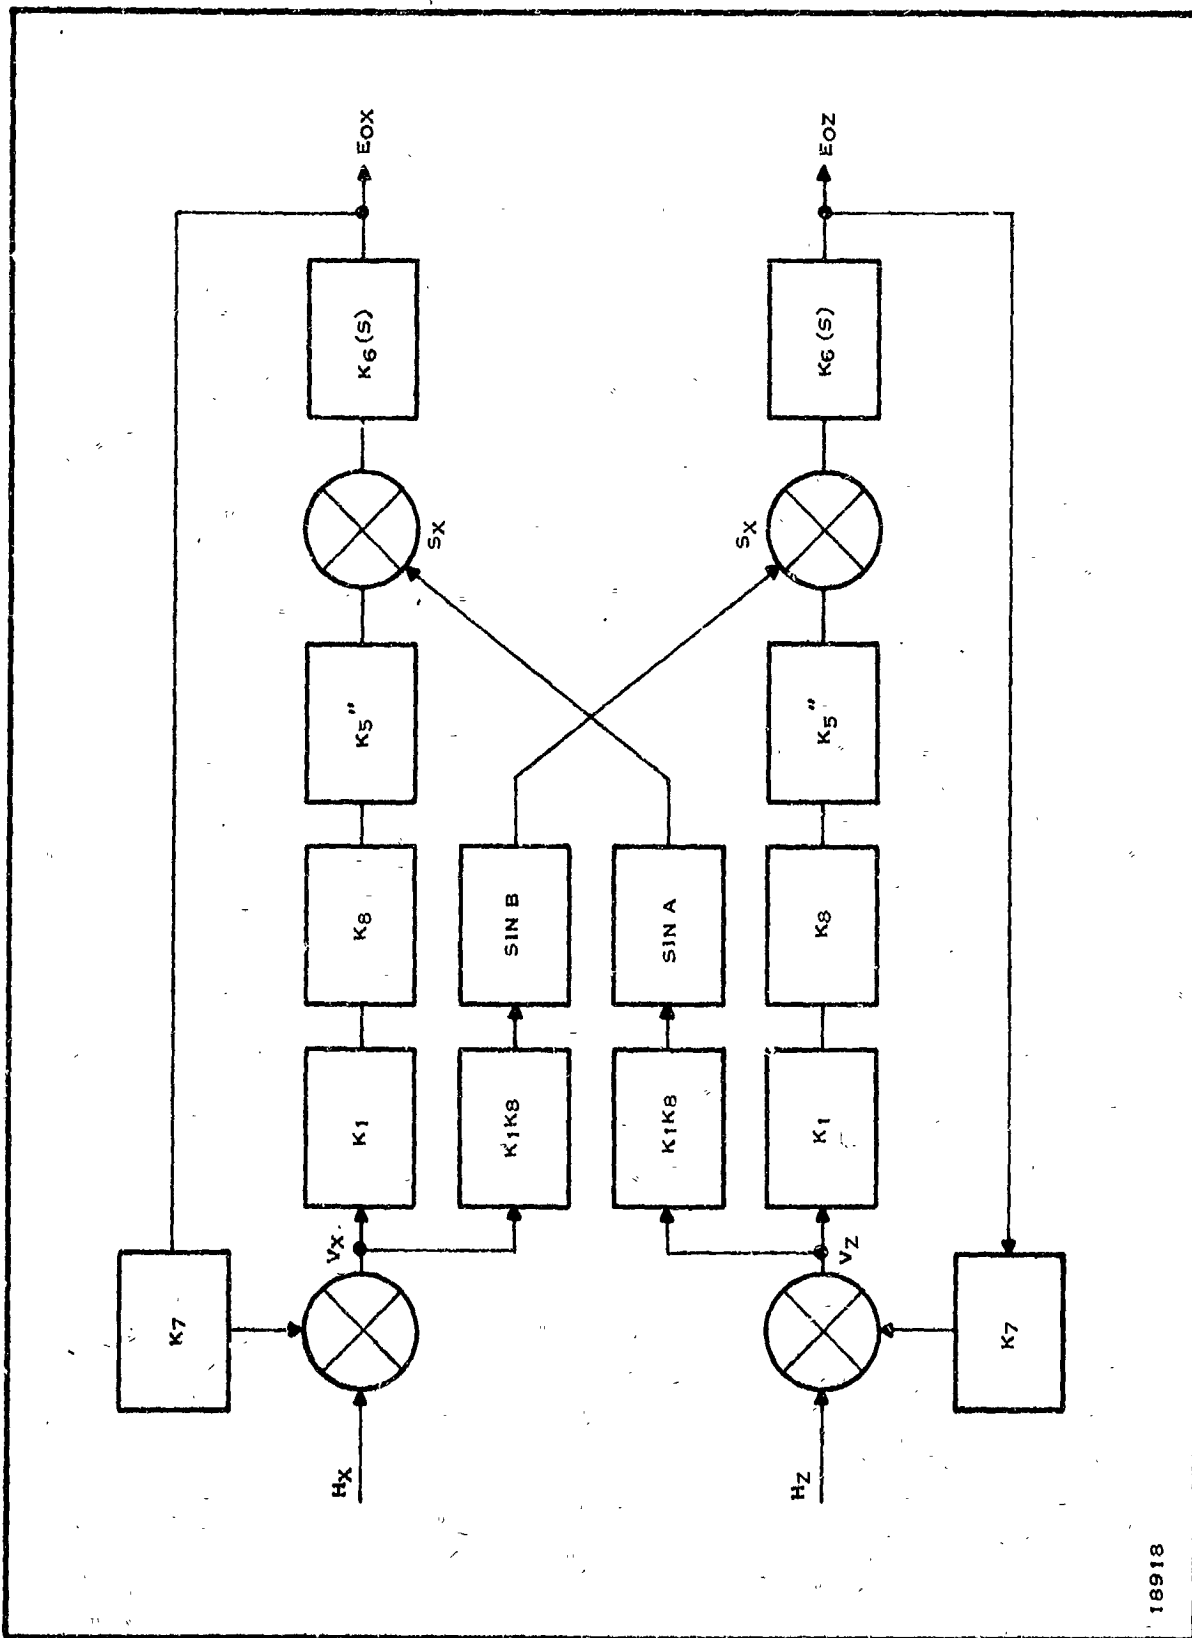 K7
HX
VX
K1
K8
K5"
SX
K6(S)
EOX
K1K8
SIN B
K1K8
SIN A
HZ
VZ
K1
K8
K5"
SX
K6(S)
EOZ
K7
18918